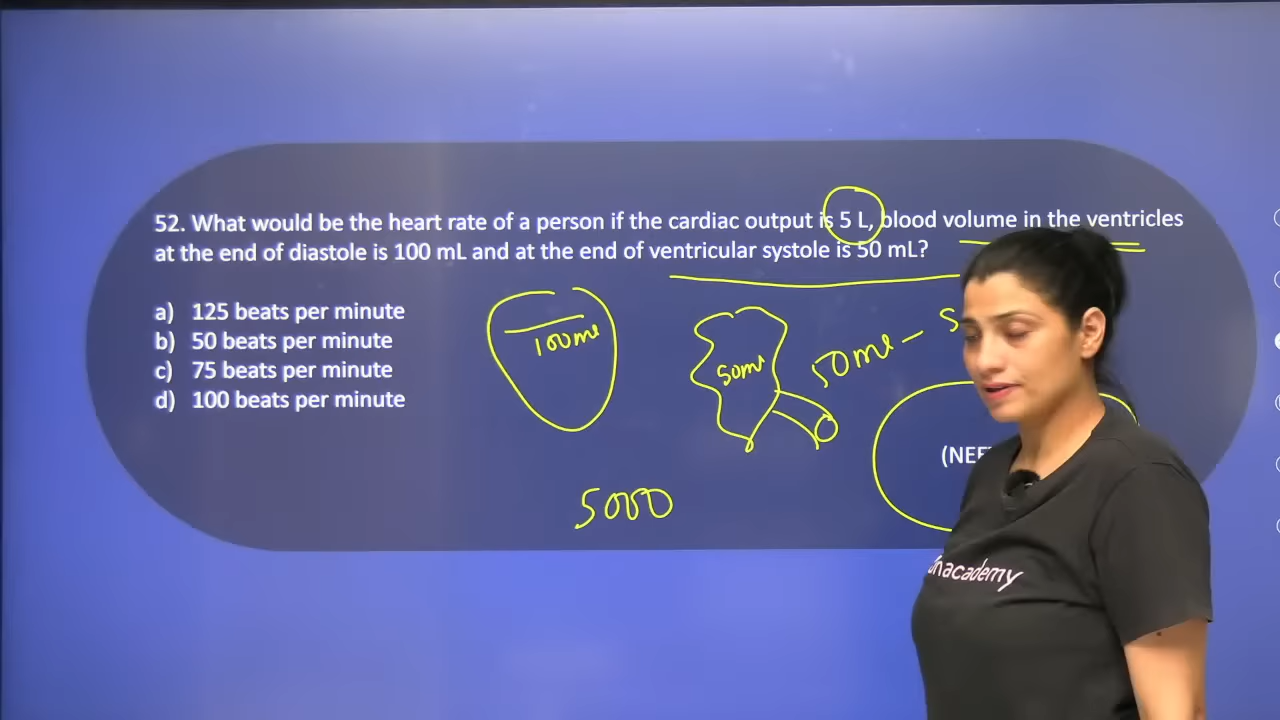 52. What would be the heart rate of a person if the cardiac output is 5 L, blood volume in the ventricles
at the end of diastole is 100 mL and at the end of ventricular systole is 50 mL?
a) 125 beats per minute
b) 50 beats per minute
c) 75 beats per minute
d) 100 beats per minute
100ml
50ml
50ml - S
(NEE
5000
unacademy